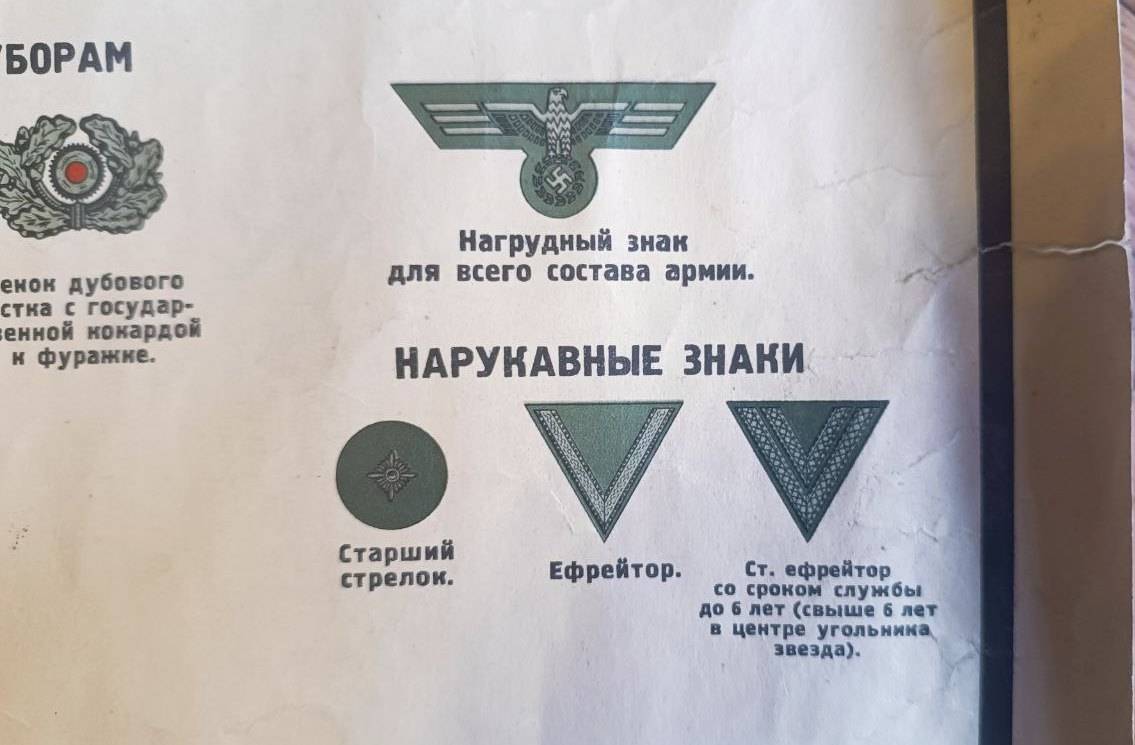 УБОРАМ
енок дубового
стка с государ-
венной кокардой
к фуражке.
Нагрудный знак
для всего состава армии.
НАРУКАВНЫЕ ЗНАКИ
Старший
стрелок.
Ефрейтор.
Ст. ефрейтор
со сроком службы
до 6 лет (свыше 6 лет
в центре угольника
звезда).